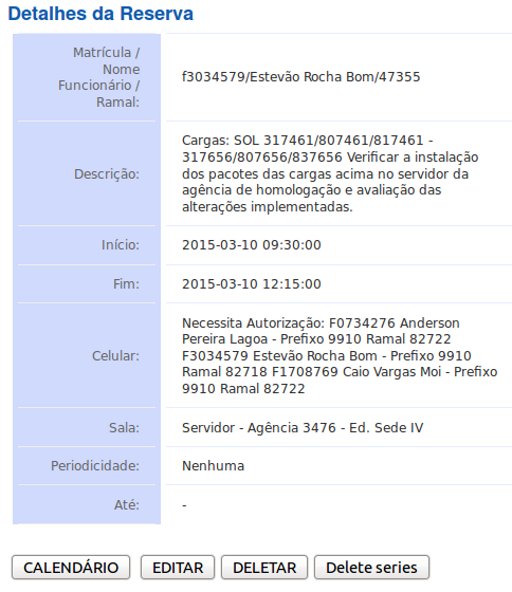 Detalhes da Reserva
Matrícula /
Nome
Funcionário /
Ramal:
f3034579/Estevão Rocha Bom/47355
Descrição:
Cargas: SOL 317461/807461/817461 -
317656/807656/837656 Verificar a instalação
dos pacotes das cargas acima no servidor da
agência de homologação e avaliação das
alterações implementadas.
Início:
2015-03-10 09:30:00
Fim:
2015-03-10 12:15:00
Celular:
Necessita Autorização: F0734276 Anderson
Pereira Lagoa - Prefixo 9910 Ramal 82722
F3034579 Estevão Rocha Bom - Prefixo 9910
Ramal 82718 F1708769 Caio Vargas Moi - Prefixo
9910 Ramal 82722
Sala:
Servidor - Agência 3476 - Ed. Sede IV
Periodicidade:
Nenhuma
Até:
-
CALENDÁRIO EDITAR DELETAR Delete series